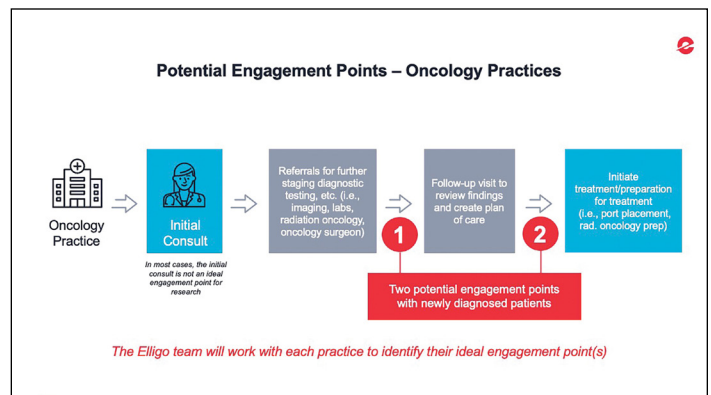 Potential Engagement Points – Oncology Practices
Oncology
Practice
Initial
Consult
In most cases, the initial
consult is not an ideal
engagement point for
research
Referrals for further
staging diagnostic
testing, etc. (i.e.,
imaging, labs,
radiation oncology,
oncology surgeon)
1
Follow-up visit to
review findings
and create plan
of care
2
Initiate
treatment/preparation
for treatment
(i.e., port placement,
rad. oncology prep)
Two potential engagement points
with newly diagnosed patients
The Elligo team will work with each practice to identify their ideal engagement point(s)